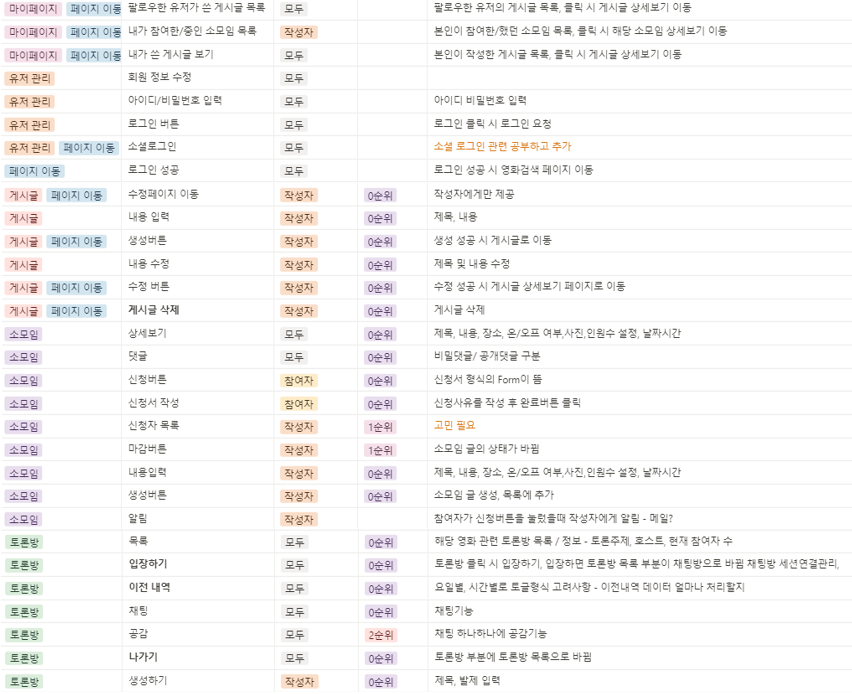 마이페이지 페이지 이동 팔로우한 유저가 쓴 게시글 목록 모두 팔로우한 유저의 게시글 목록, 클릭 시 게시글 상세보기 이동
마이페이지 페이지 이동 내가 참여한/중인 소모임 목록 작성자 본인이 참여한/했던 소모임 목록, 클릭 시 해당 소모임 상세보기 이동
마이페이지 페이지 이동 내가 쓴 게시글 보기 모두 본인이 작성한 게시글 목록, 클릭 시 게시글 상세보기 이동
유저 관리 회원 정보 수정 모두
유저 관리 아이디/비밀번호 입력 모두 아이디 비밀번호 입력
유저 관리 로그인 버튼 모두 로그인 클릭 시 로그인 요청
유저 관리 페이지 이동 소셜로그인 모두 소셜 로그인 관련 공부하고 추가
페이지 이동 로그인 성공 모두 로그인 성공 시 영화검색 페이지 이동
게시글 페이지 이동 수정페이지 이동 작성자 0순위 작성자에게만 제공
게시글 내용 입력 작성자 0순위 제목, 내용
게시글 페이지 이동 생성버튼 작성자 0순위 생성 성공 시 게시글로 이동
게시글 내용 수정 작성자 0순위 제목 및 내용 수정
게시글 페이지 이동 수정 버튼 작성자 0순위 수정 성공 시 게시글 상세보기 페이지로 이동
게시글 페이지 이동 게시글 삭제 작성자 0순위 게시글 삭제
소모임 상세보기 모두 0순위 제목, 내용, 장소, 온/오프 여부,사진,인원수 설정, 날짜시간
소모임 댓글 모두 0순위 비밀댓글/ 공개댓글 구분
소모임 신청버튼 참여자 0순위 신청서 형식의 Form이 뜸
소모임 신청서 작성 참여자 0순위 신청사유를 작성 후 완료버튼 클릭
소모임 신청자 목록 작성자 1순위 고민 필요
소모임 마감버튼 작성자 1순위 소모임 글의 상태가 바뀜
소모임 내용입력 작성자 0순위 제목, 내용, 장소, 온/오프 여부,사진,인원수 설정, 날짜시간
소모임 생성버튼 작성자 0순위 소모임 글 생성, 목록에 추가
소모임 알림 작성자 참여자가 신청버튼을 눌렀을때 작성자에게 알림 - 메일?
토론방 목록 모두 0순위 해당 영화 관련 토론방 목록 / 정보 - 토론주제, 호스트, 현재 참여자 수
토론방 입장하기 모두 0순위 토론방 클릭 시 입장하기, 입장하면 토론방 목록 부분이 채팅방으로 바뀜 채팅방 세션연결관리,
토론방 이전 내역 모두 0순위 요일별, 시간별로 토글형식 고려사항 - 이전내역 데이터 얼마나 처리할지
토론방 채팅 모두 0순위 채팅기능
토론방 공감 모두 2순위 채팅 하나하나에 공감기능
토론방 나가기 모두 0순위 토론방 부분에 토론방 목록으로 바뀜
토론방 생성하기 작성자 0순위 제목, 발제 입력